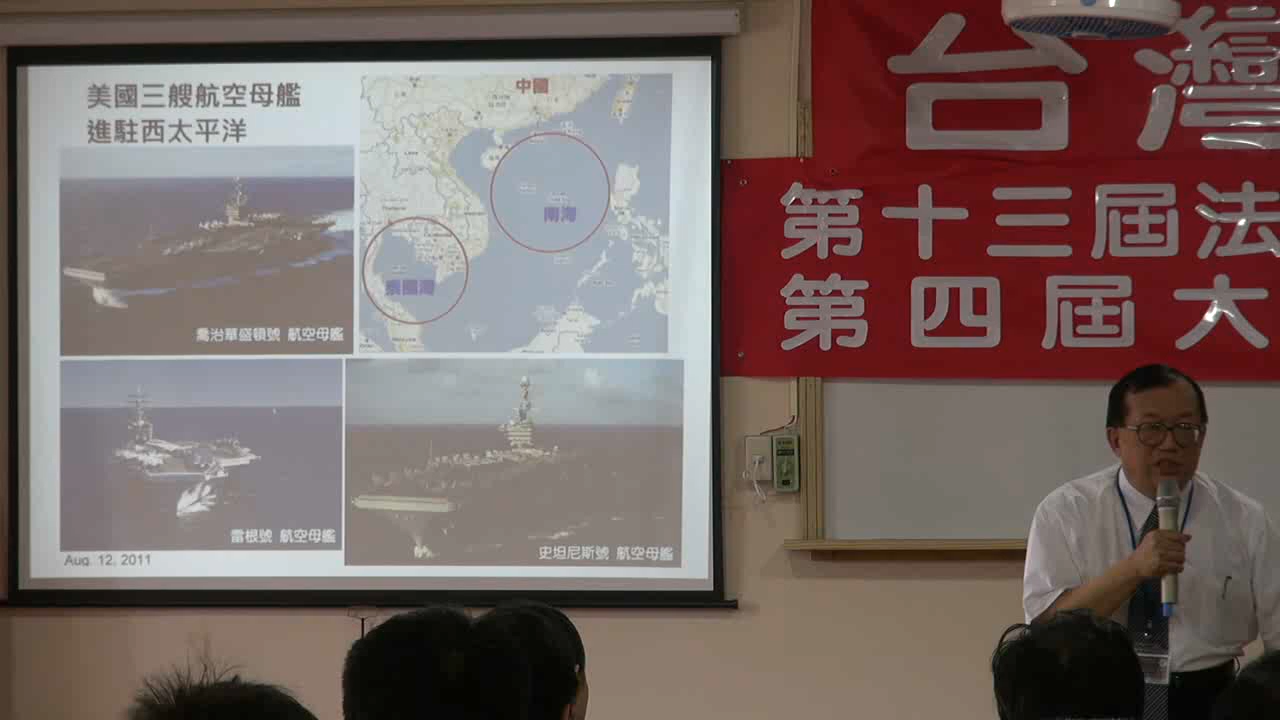 美國三艘航空母艦
進駐西太平洋
中國
南海
喬治華盛頓號 航空母艦
雷根號 航空母艦
史坦尼斯號 航空母艦
Aug. 12, 2011
台灣
第十三屆法
第四屆大